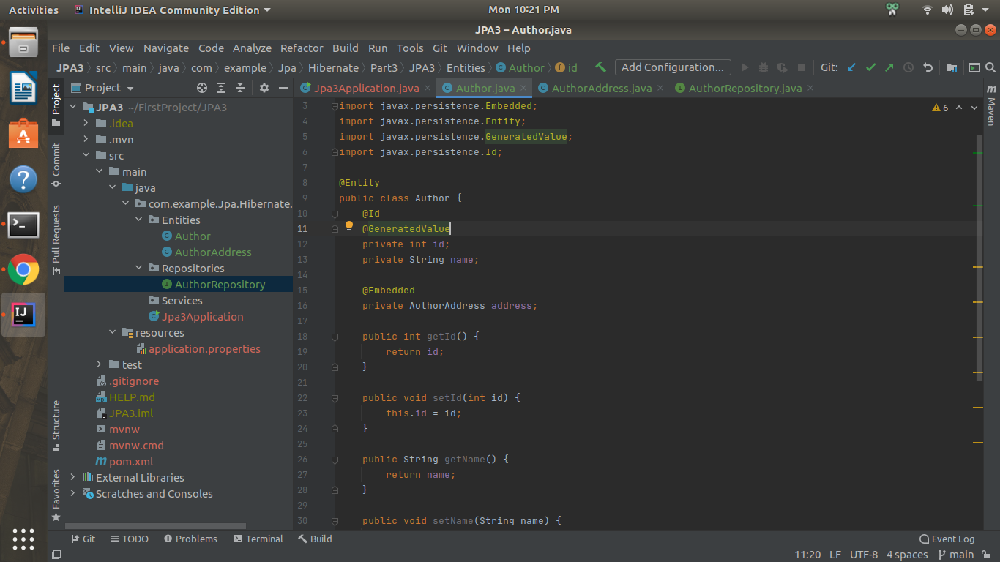 Activities IntelliJ IDEA Community Edition Mon 10:21 PM
JPA3 – Author.java
File Edit View Navigate Code Analyze Refactor Build Run Tools Git Window Help
JPA3 src main java com example Jpa Hibernate Part3 JPA3 Entities Author id Add Configuration... Git:
Project
Jpa3Application.java Author.java AuthorAddress.java AuthorRepository.java
Project
Commit
Pull Requests
Structure
Favorites
JPA3 ~/FirstProject/JPA3
.idea
.mvn
src
main
java
com.example.Jpa.Hibernate.
Entities
Author
AuthorAddress
Repositories
AuthorRepository
Services
Jpa3Application
resources
application.properties
test
.gitignore
HELP.md
JPA3.iml
mvnw
mvnw.cmd
pom.xml
External Libraries
Scratches and Consoles
3 import javax.persistence.Embedded;
4 import javax.persistence.Entity;
5 import javax.persistence.GeneratedValue;
6 import javax.persistence.Id;
7
8 @Entity
9 public class Author {
10 @Id
11 @GeneratedValue
12 private int id;
13 private String name;
14
15 @Embedded
16 private AuthorAddress address;
17
18 public int getId() {
19 return id;
20 }
21
22 public void setId(int id) {
23 this.id = id;
24 }
25
26 public String getName() {
27 return name;
28 }
29
30 public void setName(String name) {
6
Maven
Git TODO Problems Terminal Build Event Log
11:20 LF UTF-8 4 spaces main